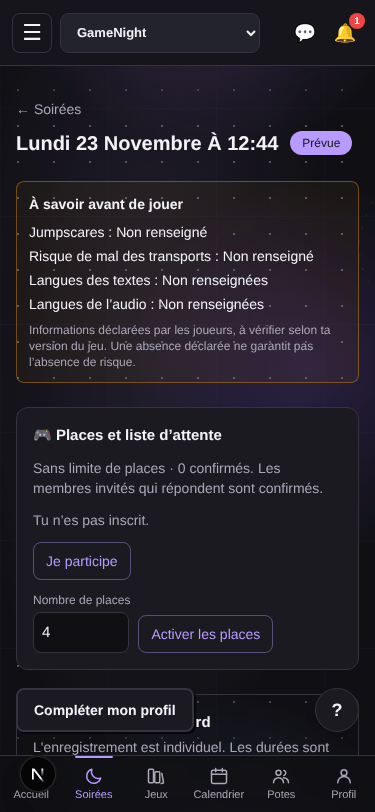 GameNight
1
← Soirées
Lundi 23 Novembre À 12:44
Prévue
À savoir avant de jouer
Jumpscares : Non renseigné
Risque de mal des transports : Non renseigné
Langues des textes : Non renseignées
Langues de l’audio : Non renseignées
Informations déclarées par les joueurs, à vérifier selon ta
version du jeu. Une absence déclarée ne garantit pas
l’absence de risque.
🎮 Places et liste d’attente
Sans limite de places · 0 confirmés. Les
membres invités qui répondent sont confirmés.
Tu n’es pas inscrit.
Je participe
Nombre de places
4
Activer les places
Compléter mon profil
rd
?
L'enregistrement est individuel. Les durées sont
N
Accueil
Soirées
Jeux
Calendrier
Potes
Profil